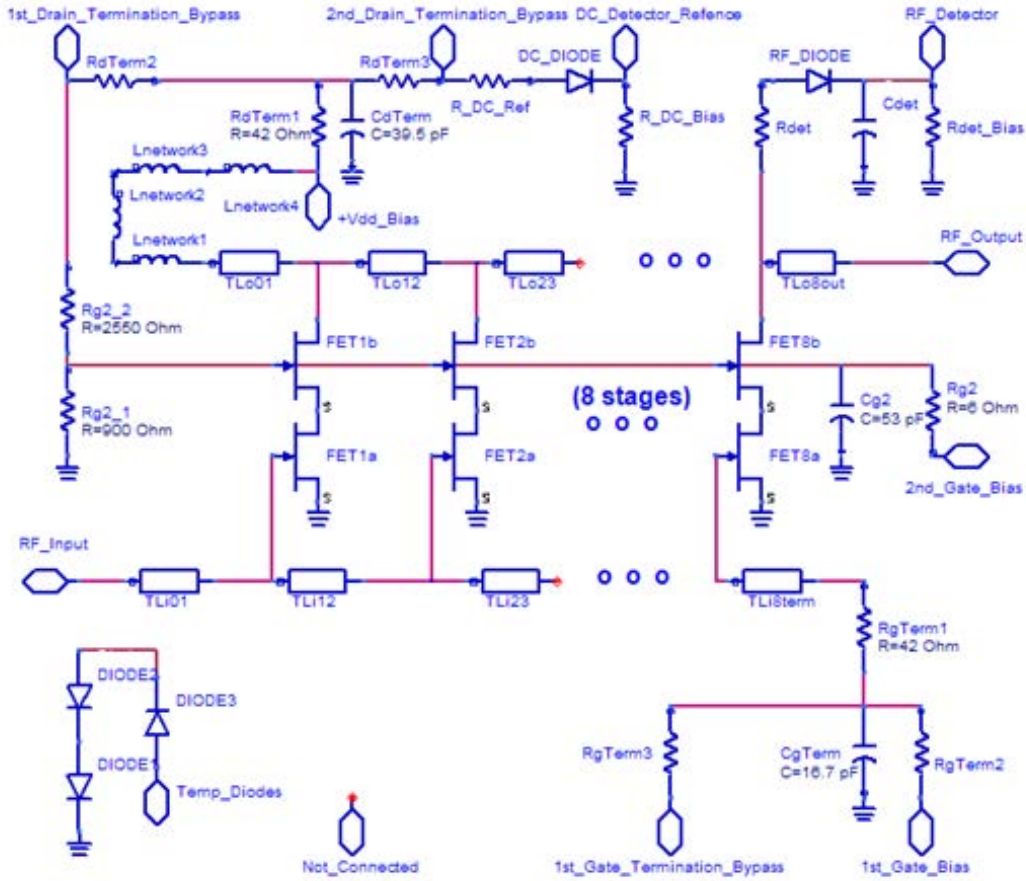 1st_Drain_Termination_Bypass
2nd_Drain_Termination_Bypass
DC_Detector_Refence
RF_Detector
RdTerm2
RdTerm3
DC_DIODE
RF_DIODE
R_DC_Ref
RdTerm1
R=42 Ohm
CdTerm
C=39.5 pF
R_DC_Bias
Rdet
Cdet
Rdet_Bias
Lnetwork3
Lnetwork2
Lnetwork4
+Vdd_Bias
Lnetwork1
RF_Output
TLo01
TLo12
TLo23
o o o
TLo8out
Rg2_2
R=2550 Ohm
FET1b
FET2b
FET8b
Rg2_1
R=900 Ohm
S
S
(8 stages)
o o o
S
Cg2
C=53 pF
Rg2
R=6 Ohm
FET1a
FET2a
FET8a
2nd_Gate_Bias
S
S
S
RF_Input
TLi01
TLi12
TLi23
o o o
TLi8term
RgTerm1
R=42 Ohm
DIODE2
DIODE3
DIODE1
Temp_Diodes
RgTerm3
CgTerm
C=16.7 pF
RgTerm2
Not_Connected
1st_Gate_Termination_Bypass
1st_Gate_Bias